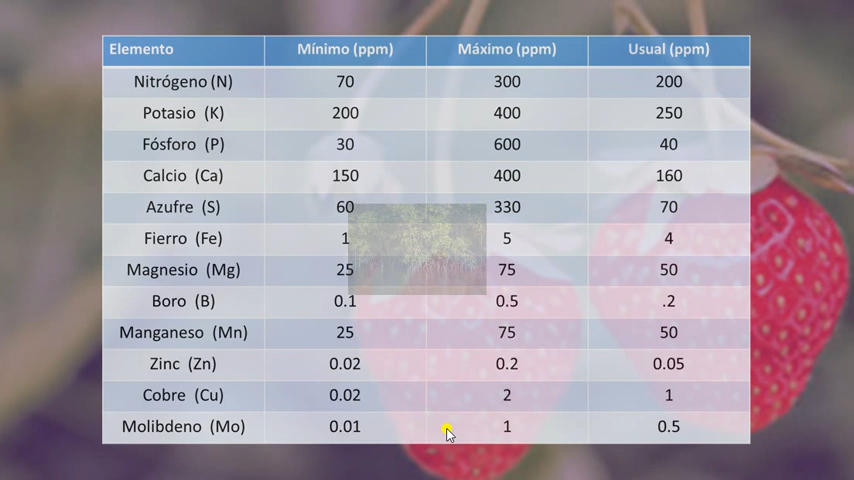 Elemento Mínimo (ppm) Máximo (ppm) Usual (ppm)
Nitrógeno (N) 70 300 200
Potasio (K) 200 400 250
Fósforo (P) 30 600 40
Calcio (Ca) 150 400 160
Azufre (S) 60 330 70
Fierro (Fe) 1 5 4
Magnesio (Mg) 25 75 50
Boro (B) 0.1 0.5 .2
Manganeso (Mn) 25 75 50
Zinc (Zn) 0.02 0.2 0.05
Cobre (Cu) 0.02 2 1
Molibdeno (Mo) 0.01 1 0.5